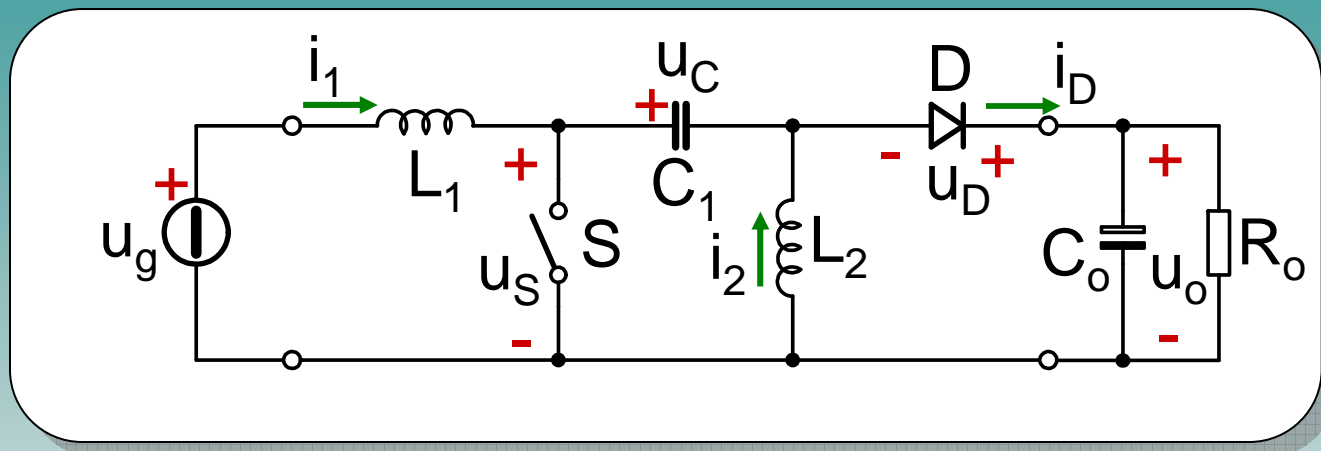 i1
uC
D
iD
+
+
+
-
+
+
L1
C1
uD
ug
uS
S
i2
L2
Co
uo
Ro
-
-